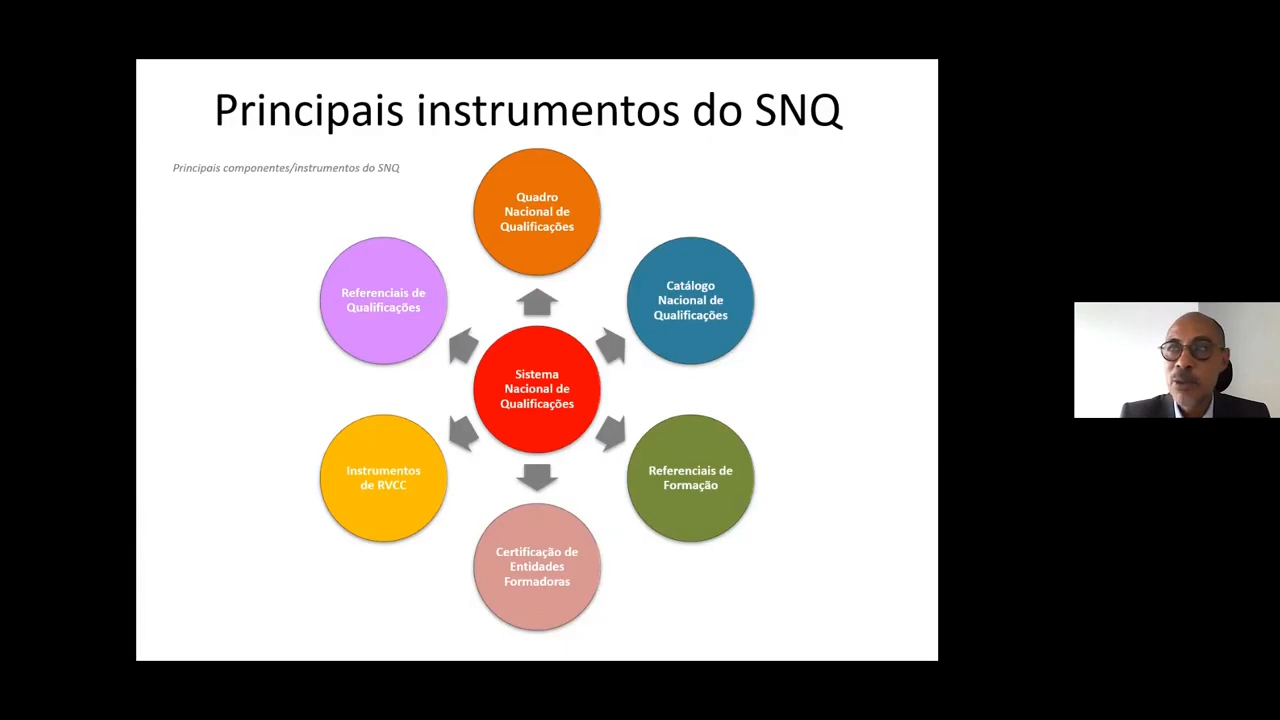 Principais instrumentos do SNQ
Principais componentes/instrumentos do SNQ
Quadro
Nacional de
Qualificações
Catálogo
Nacional de
Qualificações
Referenciais de
Formação
Certificação de
Entidades
Formadoras
Instrumentos
de RVCC
Referenciais de
Qualificações
Sistema
Nacional de
Qualificações